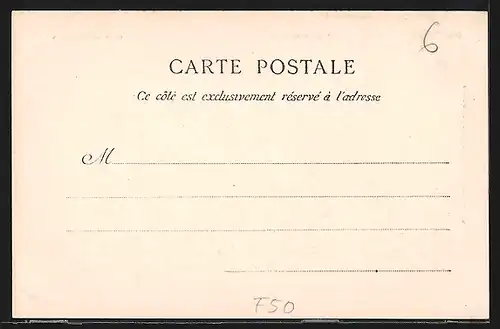 6
CARTE POSTALE
Ce côté est exclusivement réservé à l'adresse
M
F50